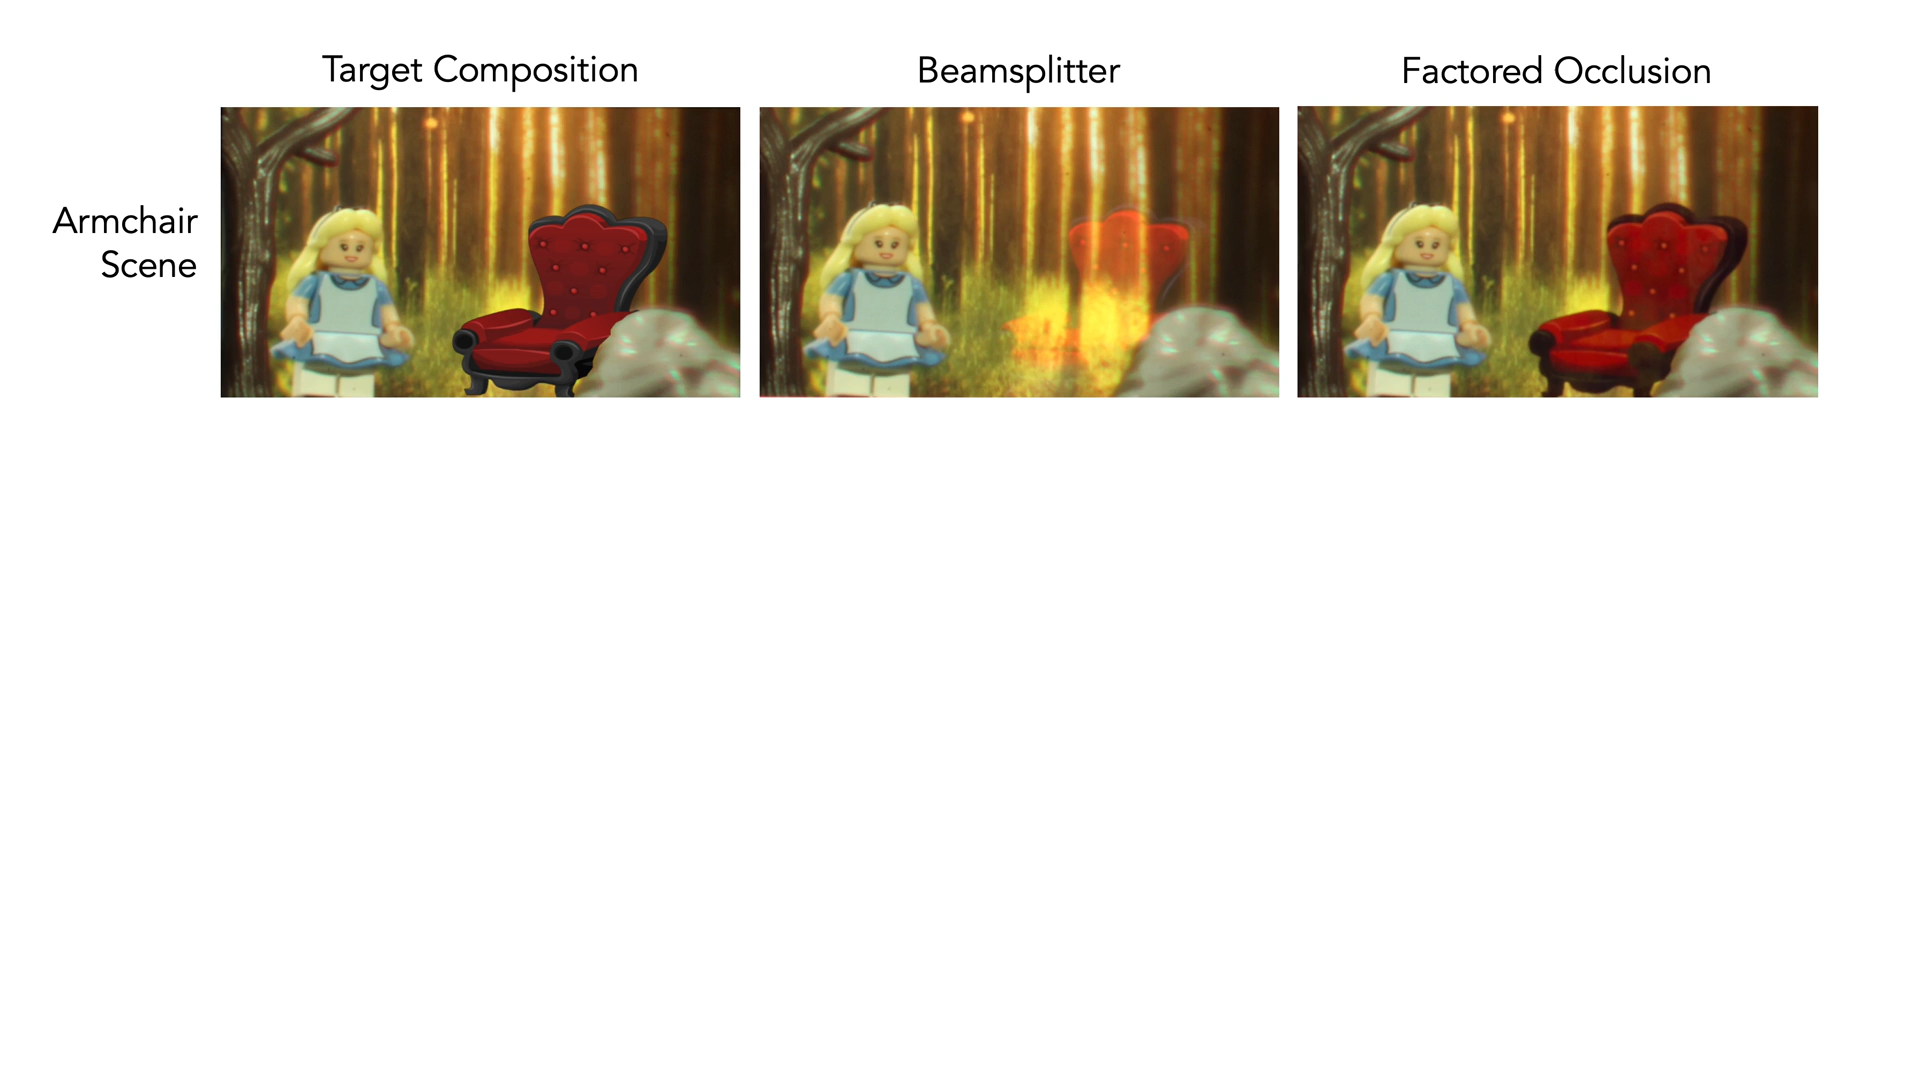 Target Composition
Beamsplitter
Factored Occlusion
Armchair
Scene